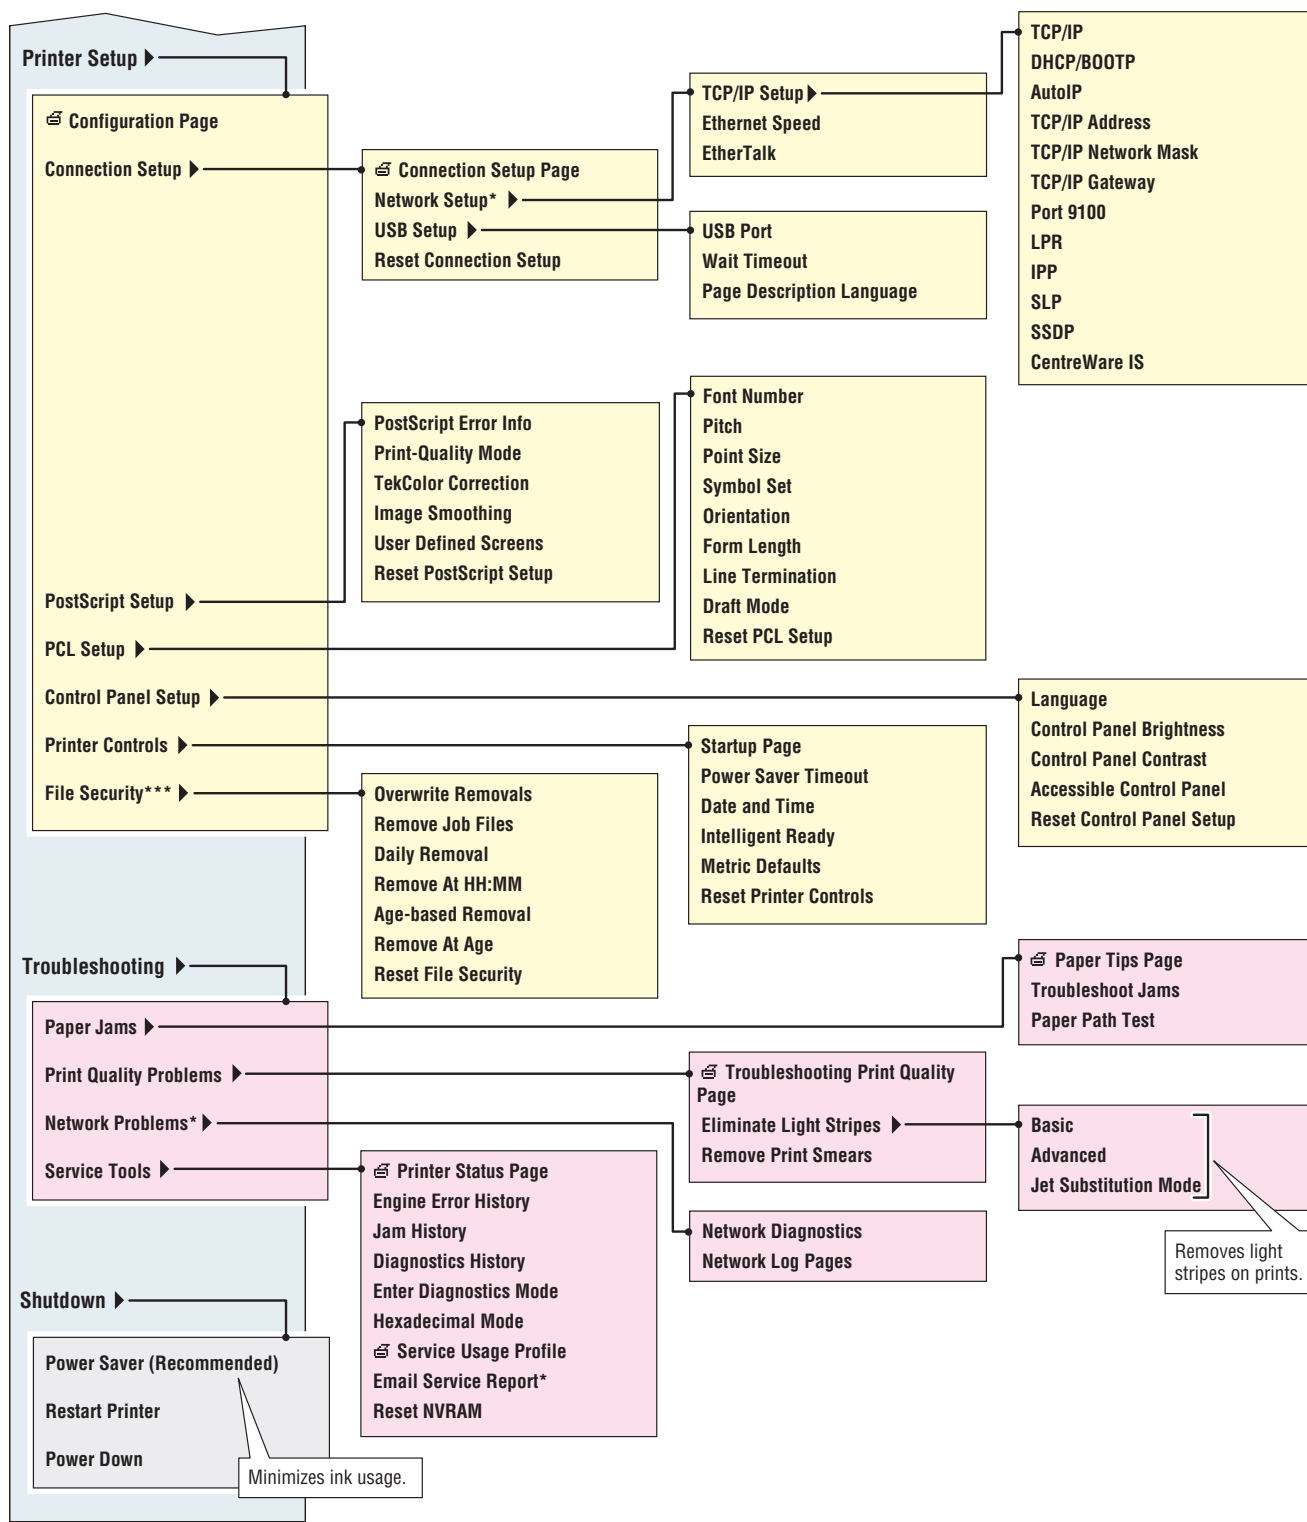 Printer Setup
Configuration Page
Connection Setup
Connection Setup Page
Network Setup*
USB Setup
Reset Connection Setup
TCP/IP Setup
Ethernet Speed
EtherTalk
TCP/IP
DHCP/BOOTP
AutoIP
TCP/IP Address
TCP/IP Network Mask
TCP/IP Gateway
Port 9100
LPR
IPP
SLP
SSDP
CentreWare IS
USB Port
Wait Timeout
Page Description Language
PostScript Setup
PostScript Error Info
Print-Quality Mode
TekColor Correction
Image Smoothing
User Defined Screens
Reset PostScript Setup
PCL Setup
Font Number
Pitch
Point Size
Symbol Set
Orientation
Form Length
Line Termination
Draft Mode
Reset PCL Setup
Control Panel Setup
Language
Control Panel Brightness
Control Panel Contrast
Accessible Control Panel
Reset Control Panel Setup
Printer Controls
Startup Page
Power Saver Timeout
Date and Time
Intelligent Ready
Metric Defaults
Reset Printer Controls
File Security***
Overwrite Removals
Remove Job Files
Daily Removal
Remove At HH:MM
Age-based Removal
Remove At Age
Reset File Security
Troubleshooting
Paper Jams
Paper Tips Page
Troubleshoot Jams
Paper Path Test
Print Quality Problems
Troubleshooting Print Quality
Page
Eliminate Light Stripes
Remove Print Smears
Basic
Advanced
Jet Substitution Mode
Removes light
stripes on prints.
Network Problems*
Network Diagnostics
Network Log Pages
Service Tools
Printer Status Page
Engine Error History
Jam History
Diagnostics History
Enter Diagnostics Mode
Hexadecimal Mode
Service Usage Profile
Email Service Report*
Reset NVRAM
Shutdown
Power Saver (Recommended)
Restart Printer
Power Down
Minimizes ink usage.